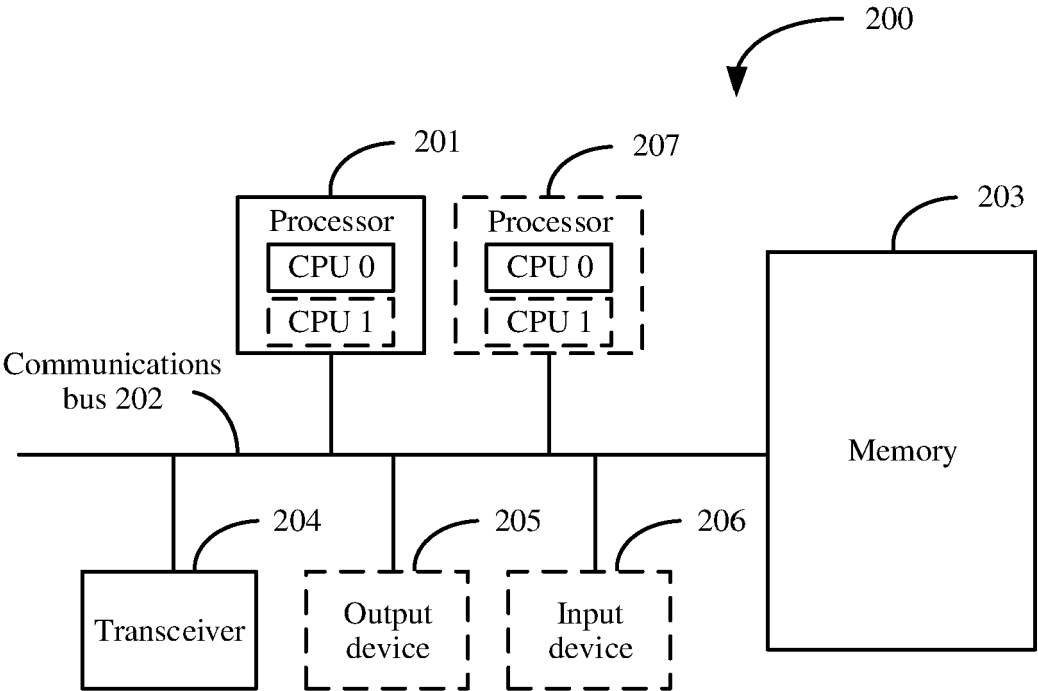 200
201
207
203
Processor
CPU 0
CPU 1
Processor
CPU 0
CPU 1
Communications
bus 202
Memory
204
205
206
Transceiver
Output
device
Input
device